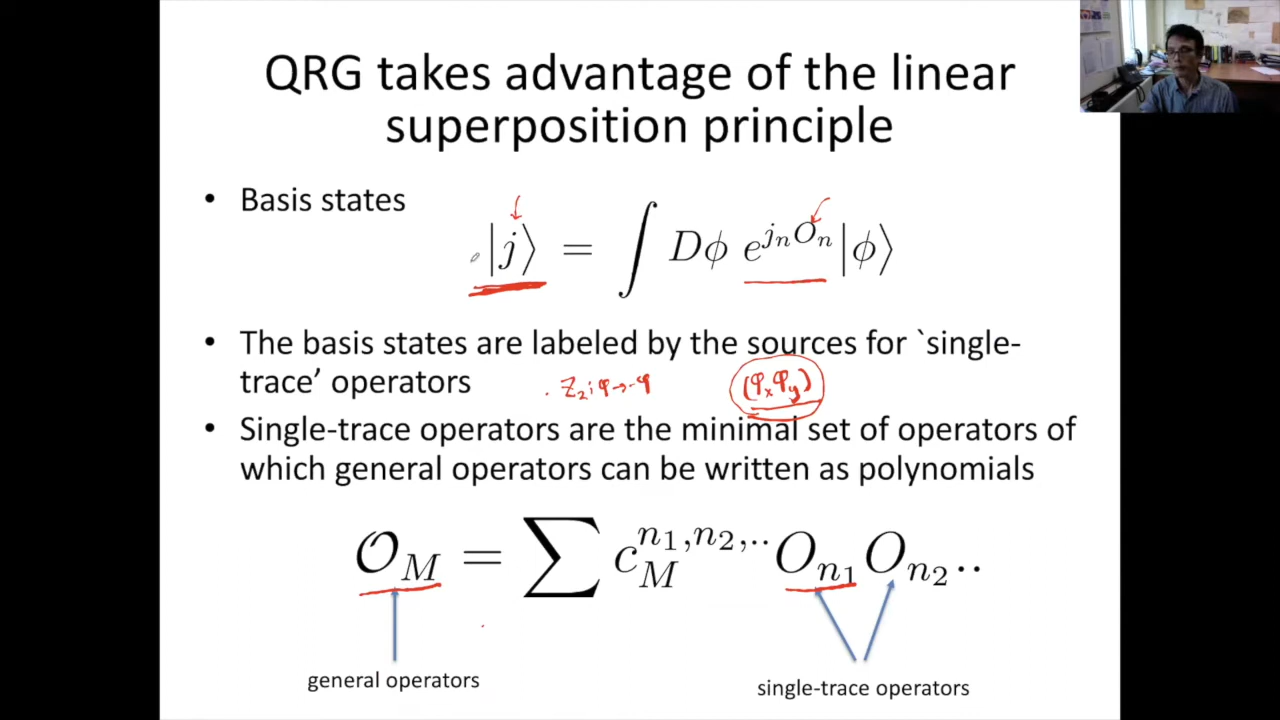 QRG takes advantage of the linear
superposition principle
• Basis states
|j⟩ = ∫ Dϕ e^{j_n O_n} |ϕ⟩
• The basis states are labeled by the sources for `single-
trace' operators
. Z₂: φ → -φ (φₓ φ_y)
• Single-trace operators are the minimal set of operators of
which general operators can be written as polynomials
𝒪_M = ∑ c_M^{n_1,n_2,..} O_{n_1} O_{n_2} ..
general operators
single-trace operators